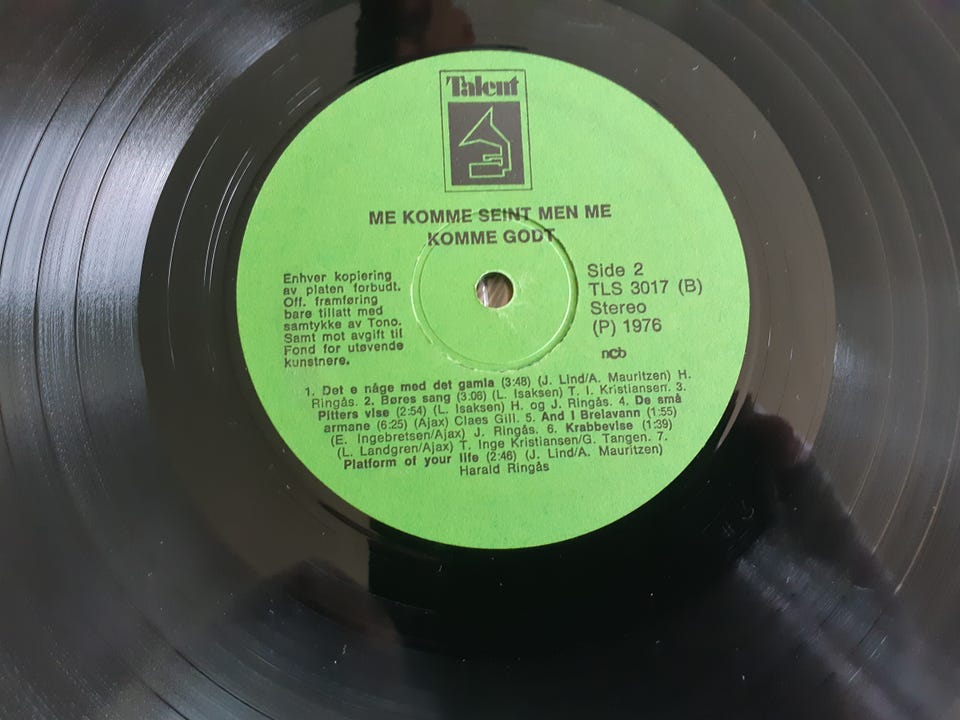 Talent
ME KOMME SEINT MEN ME
KOMME GODT
Enhver kopiering
av platen forbudt.
Off. framføring
bare tillatt med
samtykke av Tono.
Samt mot avgift til
Fond for utøvende
kunstnere.
Side 2
TLS 3017 (B)
Stereo
(P) 1976
ncb
1. Det e någe med det gamla (3:48) (J. Lind/A. Mauritzen) H.
Ringås. 2. Børes sang (3:06) (L. Isaksen) T. I. Kristiansen. 3.
Pitters vise (2:54) (L. Isaksen) H. og J. Ringås. 4. De små
armane (6:25) (Ajax) Claes Gill. 5. And I Brelavann (1:55)
(E. Ingebretsen/Ajax) J. Ringås. 6. Krabbevise (1:39)
(L. Landgren/Ajax) T. Inge Kristiansen/G. Tangen. 7.
Platform of your life (2:46) (J. Lind/A. Mauritzen)
Harald Ringås